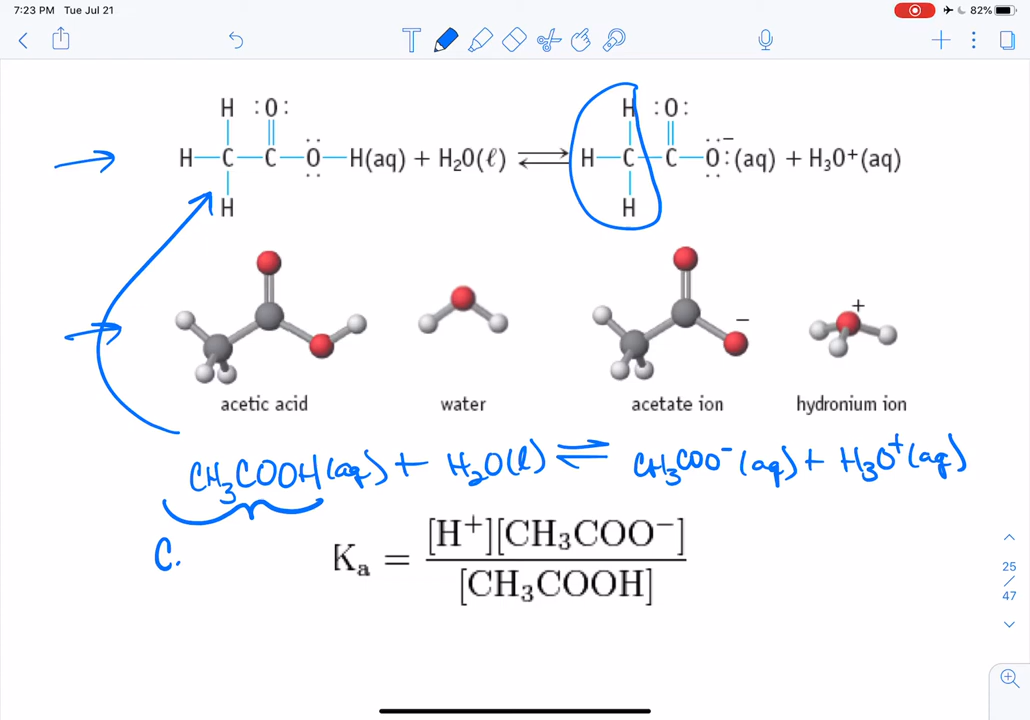 7:23 PM Tue Jul 21 82%
T
H :O: H :O:
H—C—C—O—H(aq) + H₂O(ℓ) ⇌ H—C—C—O:⁻(aq) + H₃O⁺(aq)
H H
+
−
acetic acid water acetate ion hydronium ion
CH₃COOH(aq) + H₂O(l) ⇌ CH₃COO⁻(aq) + H₃O⁺(aq)
C.
Kₐ = [H⁺][CH₃COO⁻] / [CH₃COOH]
25
/
47